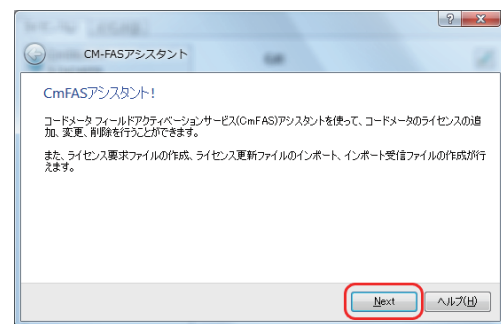 CM-FASアシスタント
CmFASアシスタント!
コードメータ フィールドアクティベーションサービス(CmFAS)アシスタントを使って、コードメータのライセンスの追
加、変更、削除を行うことができます。
また、ライセンス要求ファイルの作成、ライセンス更新ファイルのインポート、インポート受信ファイルの作成が行
えます。
Next
ヘルプ(H)